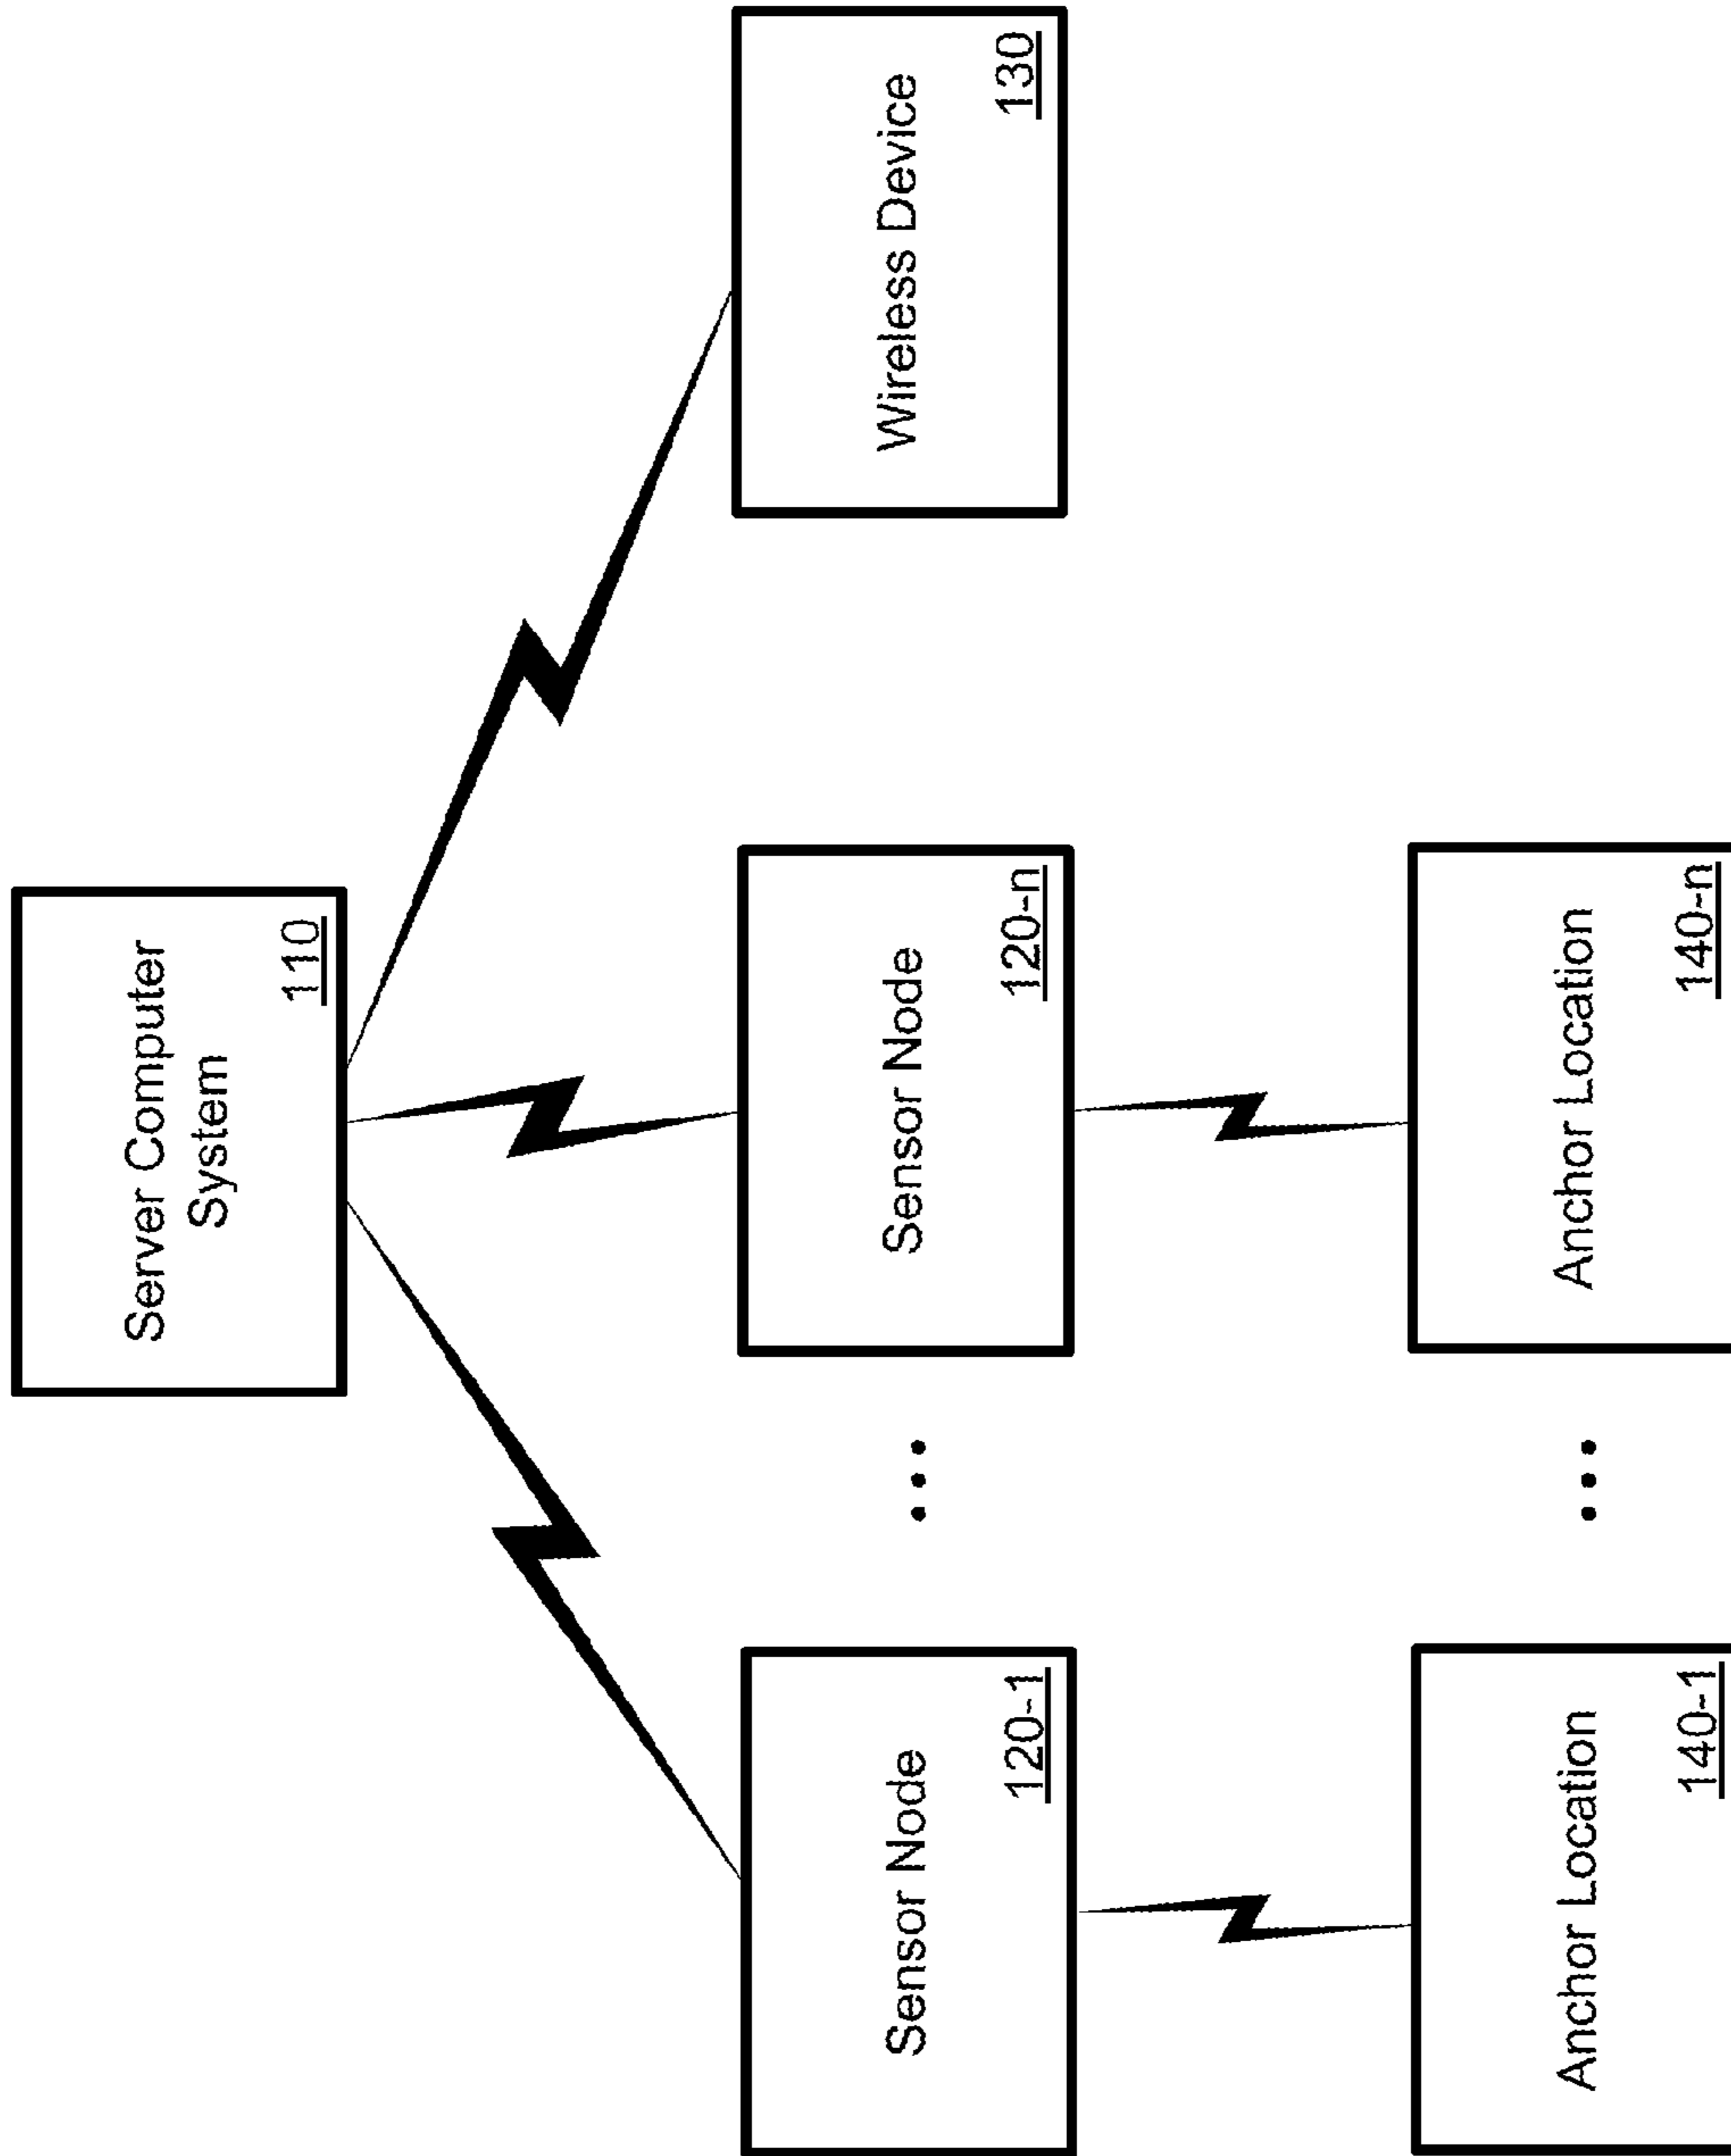 Server Computer
System
110
Sensor Node
120-1
...
Sensor Node
120-n
Wireless Device
130
Anchor Location
140-1
...
Anchor Location
140-n